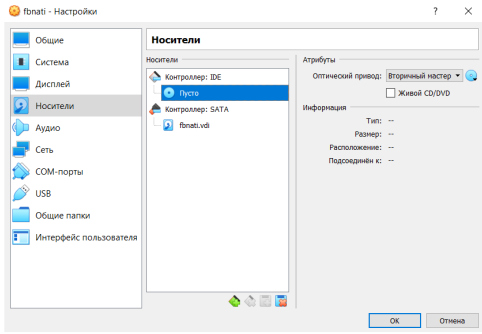 fbnati - Настройки
?
Общие
Система
Дисплей
Носители
Аудио
Сеть
COM-порты
USB
Общие папки
Интерфейс пользователя
Носители
Носители
Контроллер: IDE
Пусто
Контроллер: SATA
fbnati.vdi
Атрибуты
Оптический привод: Вторичный мастер
Живой CD/DVD
Информация
Тип: --
Размер: --
Расположение: --
Подсоединён к: --
OK
Отмена